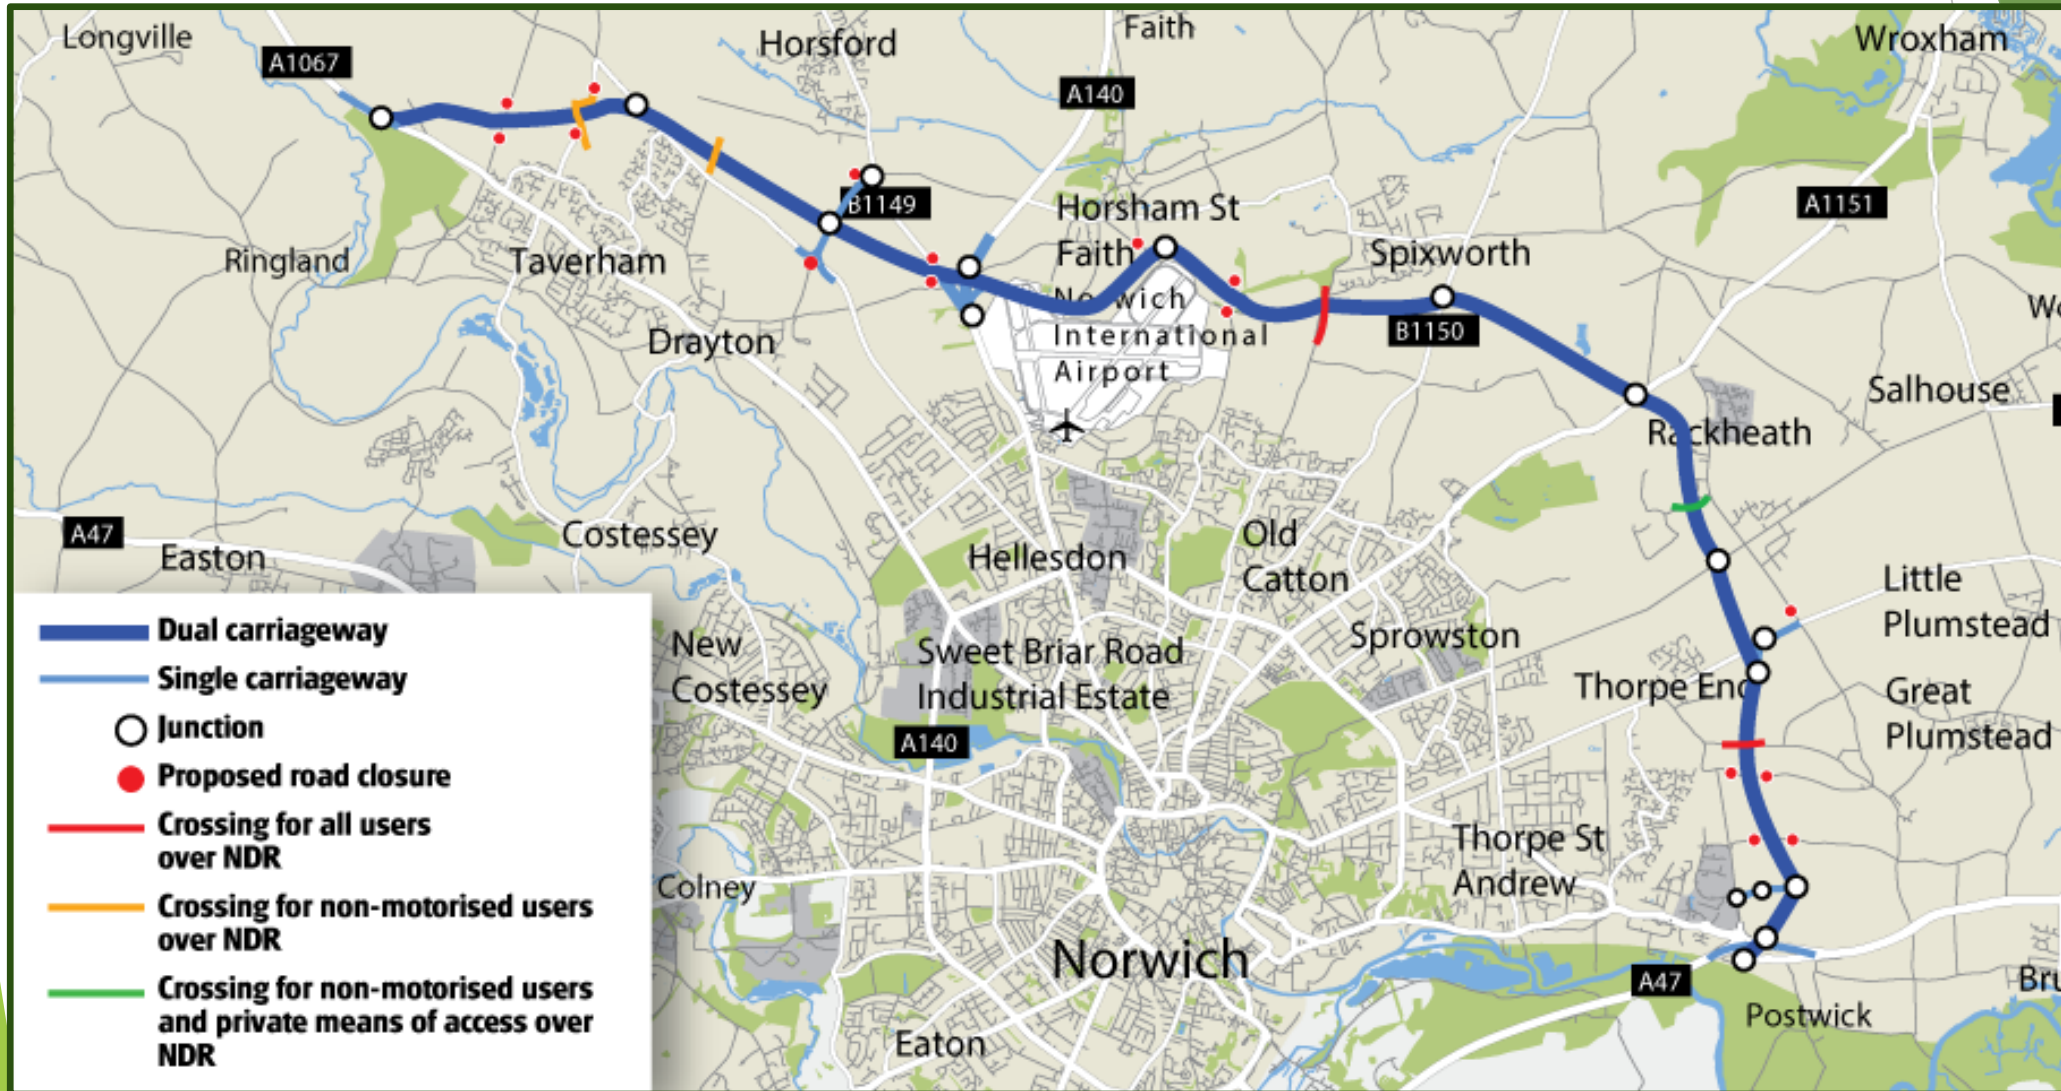 Longville
A1067
Horsford
Faith
A140
Wroxham
B1149
Horsham St
Faith
A1151
Ringland
Taverham
Spixworth
Norwich
International
Airport
B1150
Drayton
Salhouse
Rackheath
A47
Easton
Costessey
Hellesdon
Old
Catton
Little
Plumstead
New
Costessey
Sweet Briar Road
Industrial Estate
Sprowston
Thorpe End
Great
Plumstead
A140
Thorpe St
Andrew
Colney
Norwich
A47
Postwick
Eaton
Dual carriageway
Single carriageway
Junction
Proposed road closure
Crossing for all users
over NDR
Crossing for non-motorised users
over NDR
Crossing for non-motorised users
and private means of access over
NDR